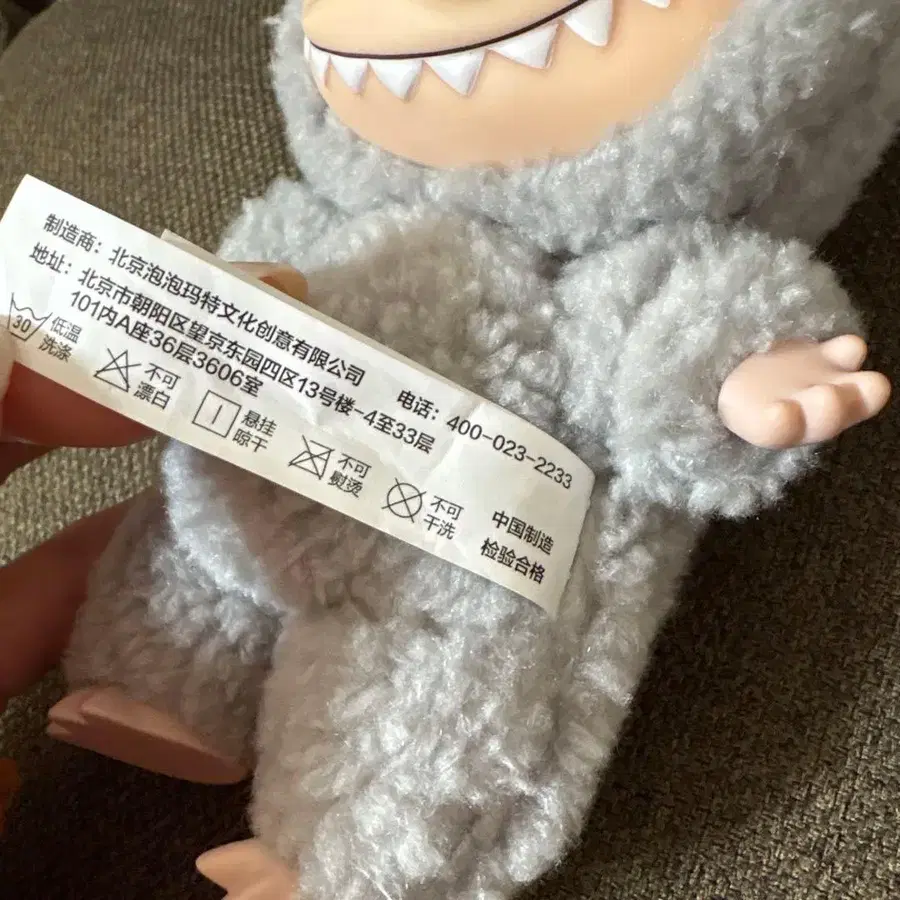 制造商：北京泡泡玛特文化创意有限公司 电话：400-023-2233
地址：北京市朝阳区望京东园四区13号楼-4至33层
101内A座36层3606室
30 低温洗涤 不可漂白 悬挂晾干 不可熨烫 不可干洗
中国制造
检验合格